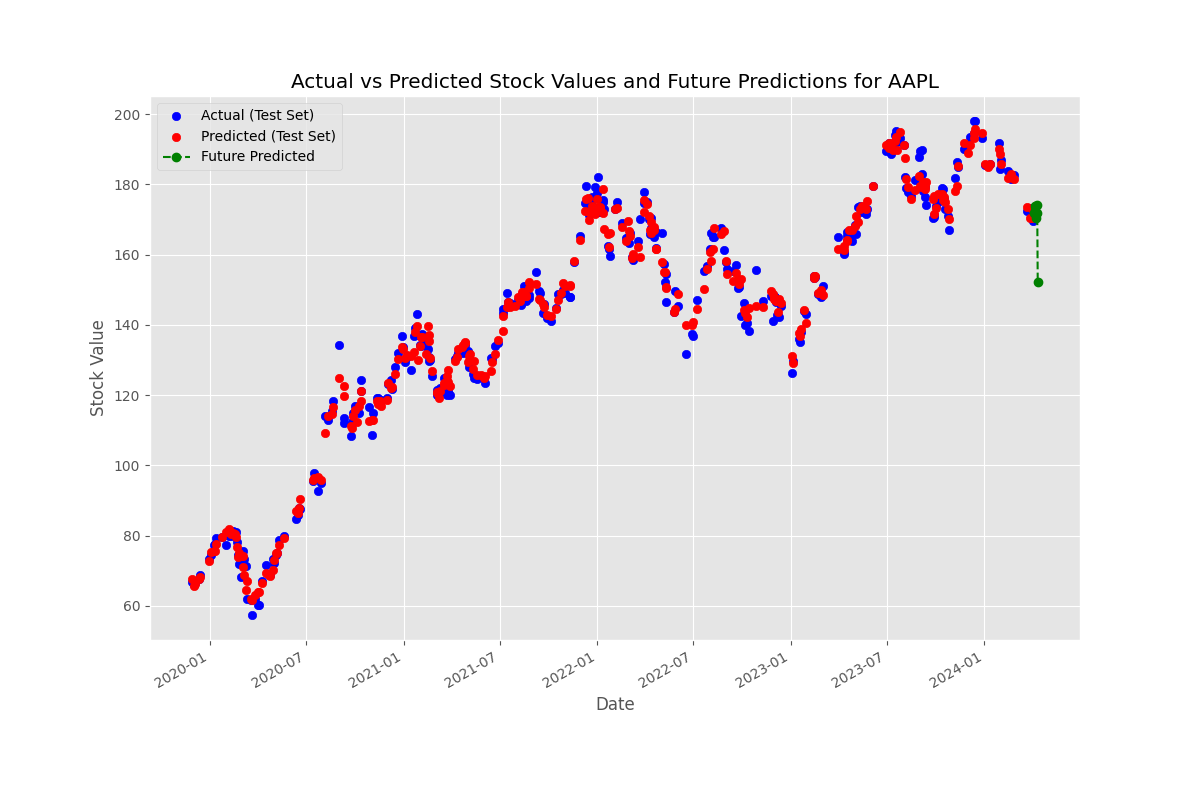 Actual vs Predicted Stock Values and Future Predictions for AAPL
Actual (Test Set)
Predicted (Test Set)
Future Predicted
200
180
160
140
120
100
80
60
Stock Value
2020-01
2020-07
2021-01
2021-07
2022-01
2022-07
2023-01
2023-07
2024-01
Date